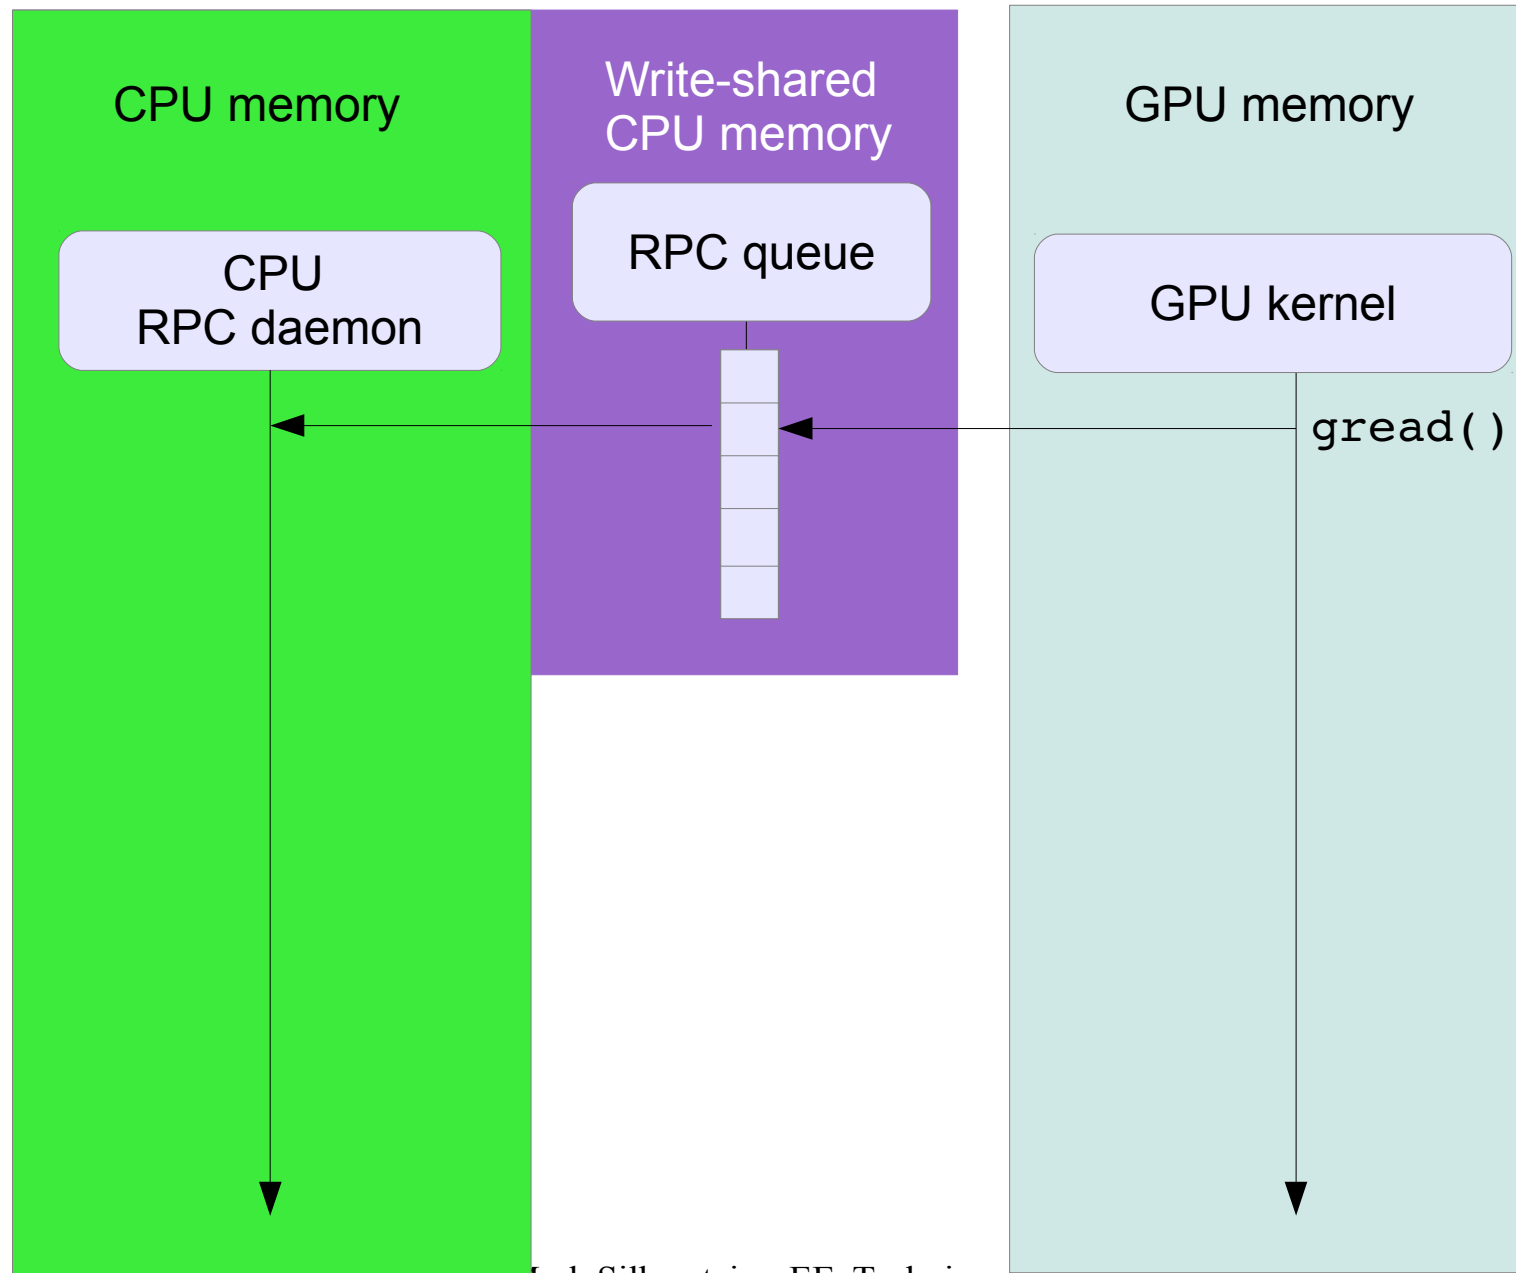 CPU memory
Write-shared
CPU memory
GPU memory
CPU
RPC daemon
RPC queue
GPU kernel
gread()